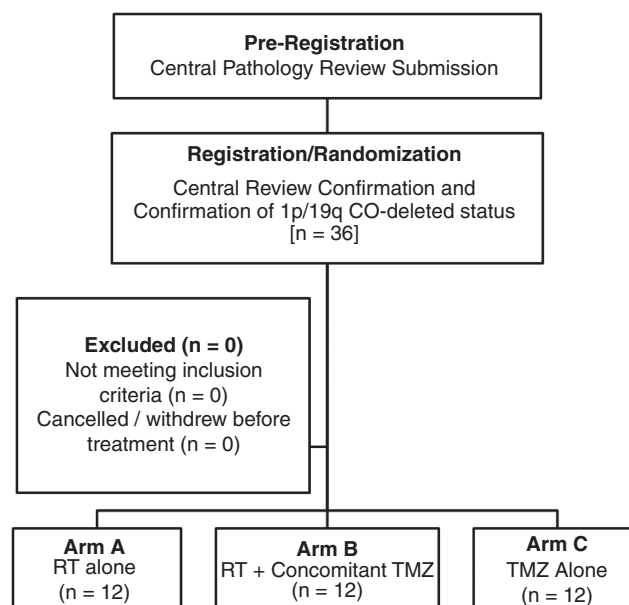 Pre-Registration
Central Pathology Review Submission
Registration/Randomization
Central Review Confirmation and
Confirmation of 1p/19q CO-deleted status
[n = 36]
Excluded (n = 0)
Not meeting inclusion
criteria (n = 0)
Cancelled / withdrew before
treatment (n = 0)
Arm A
RT alone
(n = 12)
Arm B
RT + Concomitant TMZ
(n = 12)
Arm C
TMZ Alone
(n = 12)